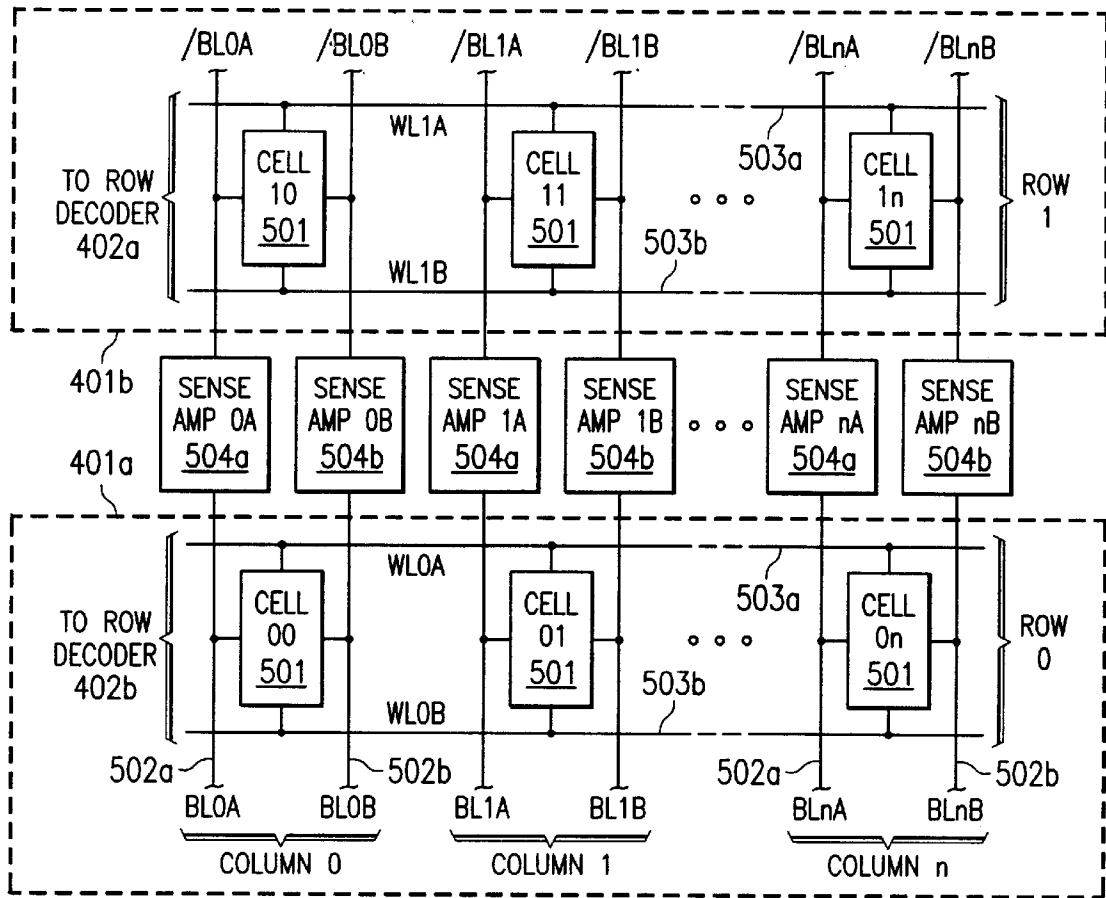 /BL0A /BL0B /BL1A /BL1B /BLnA /BLnB
WL1A
503a
TO ROW
DECODER
402a
CELL
10
501
CELL
11
501
CELL
1n
501
ROW
1
WL1B
503b
401b
SENSE
AMP 0A
504a
SENSE
AMP 0B
504b
SENSE
AMP 1A
504a
SENSE
AMP 1B
504b
SENSE
AMP nA
504a
SENSE
AMP nB
504b
401a
WL0A
503a
TO ROW
DECODER
402b
CELL
00
501
CELL
01
501
CELL
0n
501
ROW
0
WL0B
503b
502a 502b 502a 502b
BL0A BL0B BL1A BL1B BLnA BLnB
COLUMN 0 COLUMN 1 COLUMN n